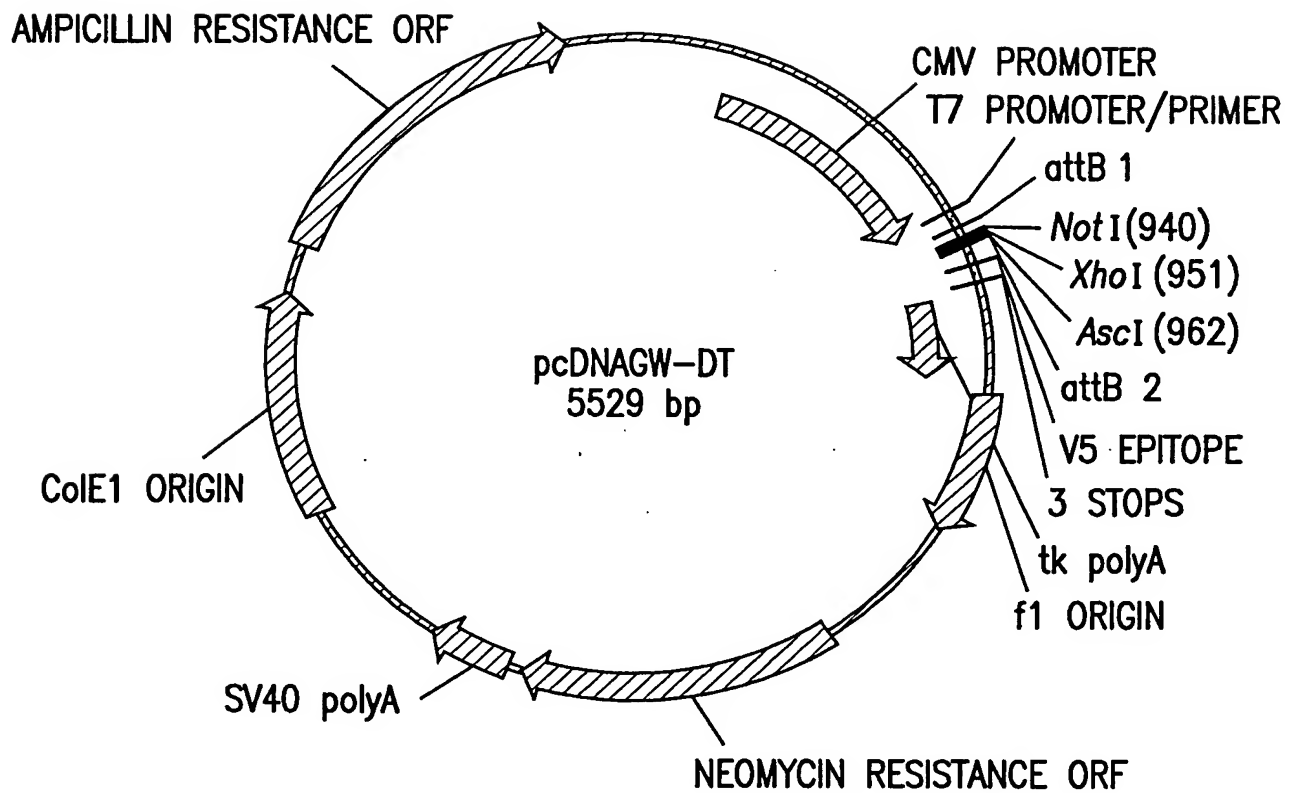 AMPICILLIN RESISTANCE ORF
CMV PROMOTER
T7 PROMOTER/PRIMER
attB 1
NotI (940)
XhoI (951)
AscI (962)
attB 2
V5 EPITOPE
3 STOPS
tk polyA
f1 ORIGIN
pcDNAGW-DT
5529 bp
ColE1 ORIGIN
SV40 polyA
NEOMYCIN RESISTANCE ORF